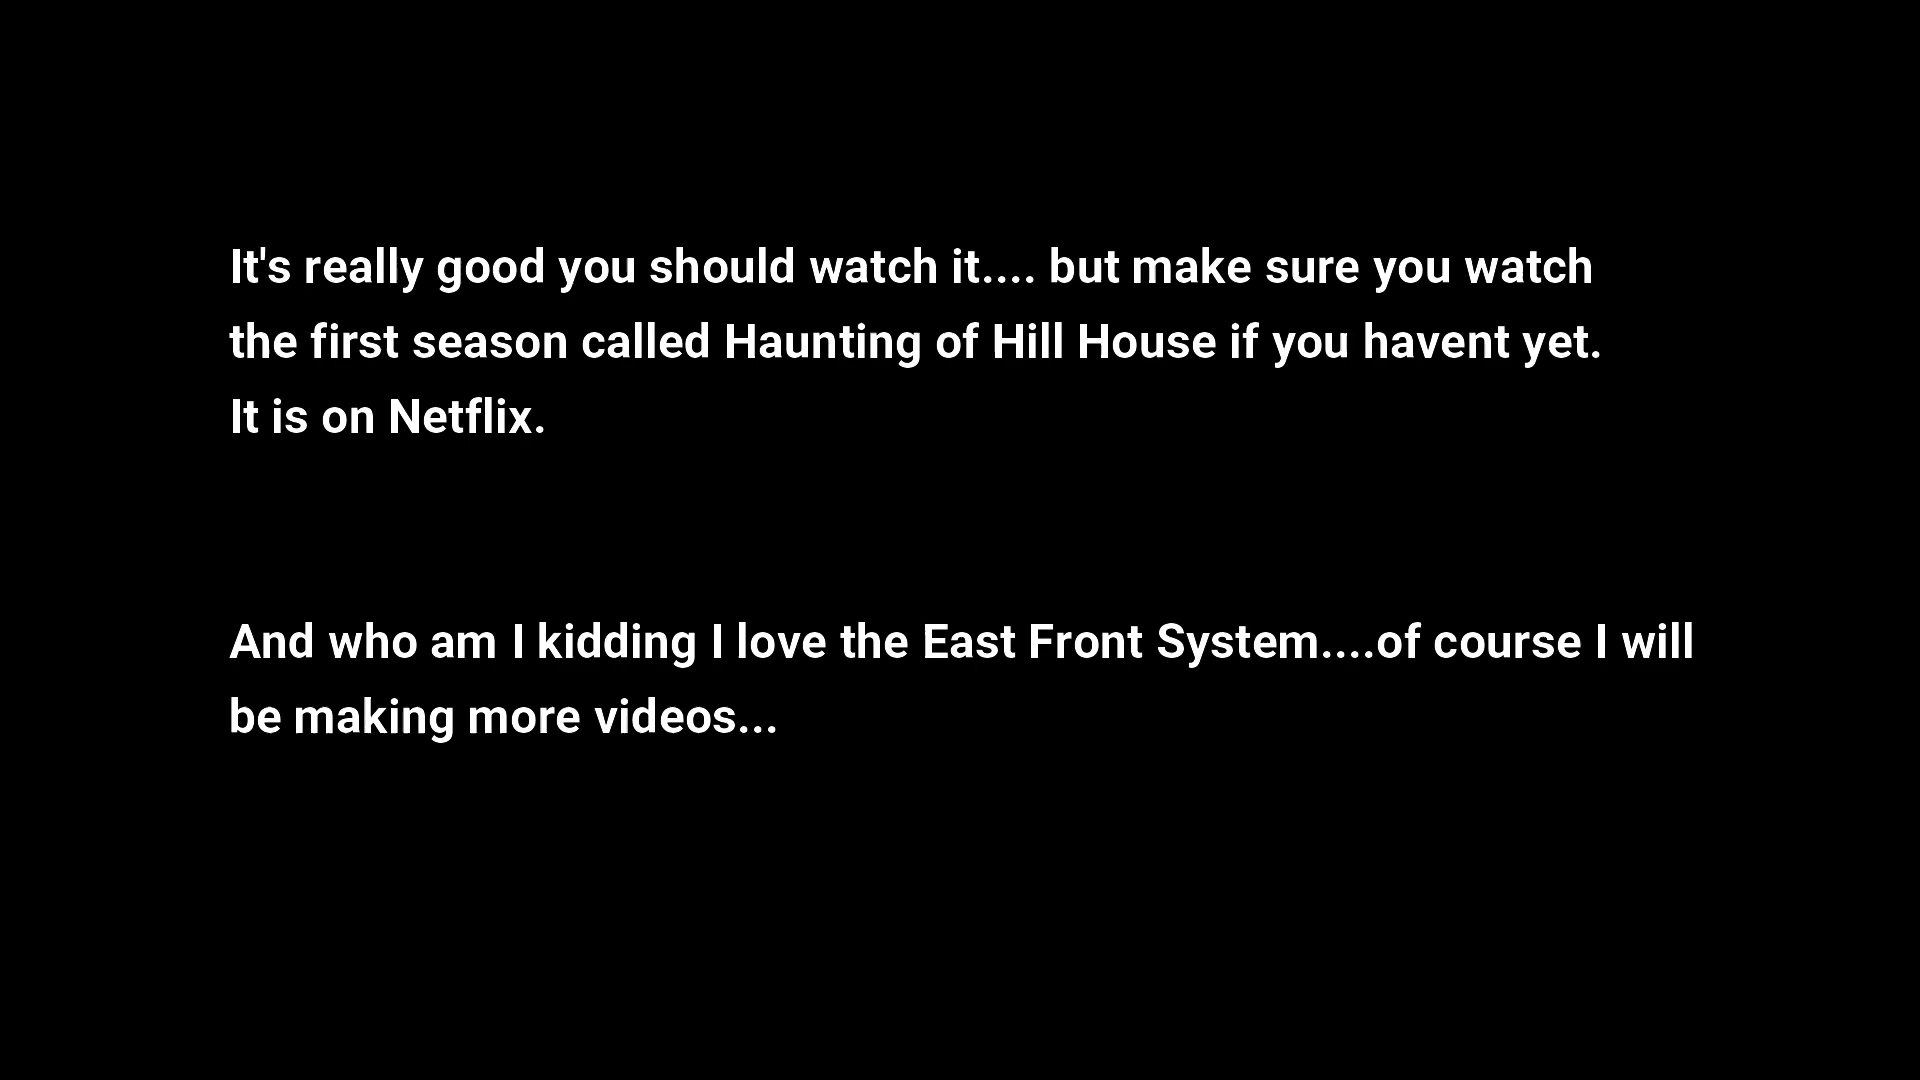 It's really good you should watch it.... but make sure you watch
the first season called Haunting of Hill House if you havent yet.
It is on Netflix.
And who am I kidding I love the East Front System....of course I will
be making more videos...